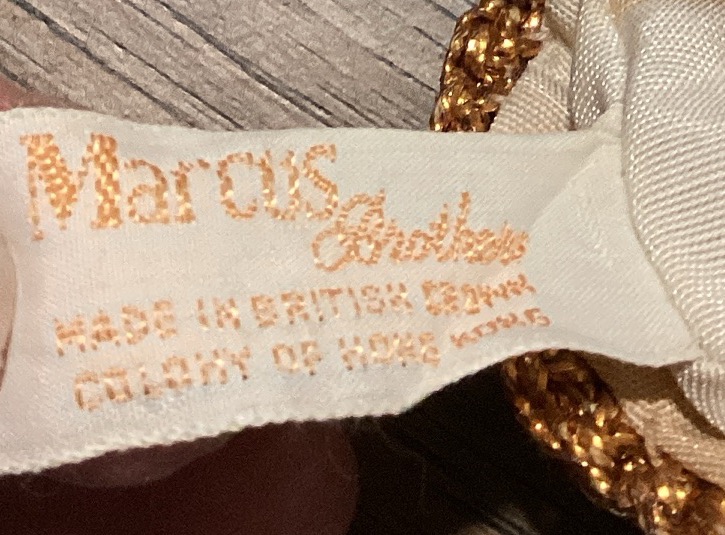 Marcus
Brothers
MADE IN BRITISH CROWN
COLONY OF HONG KONG